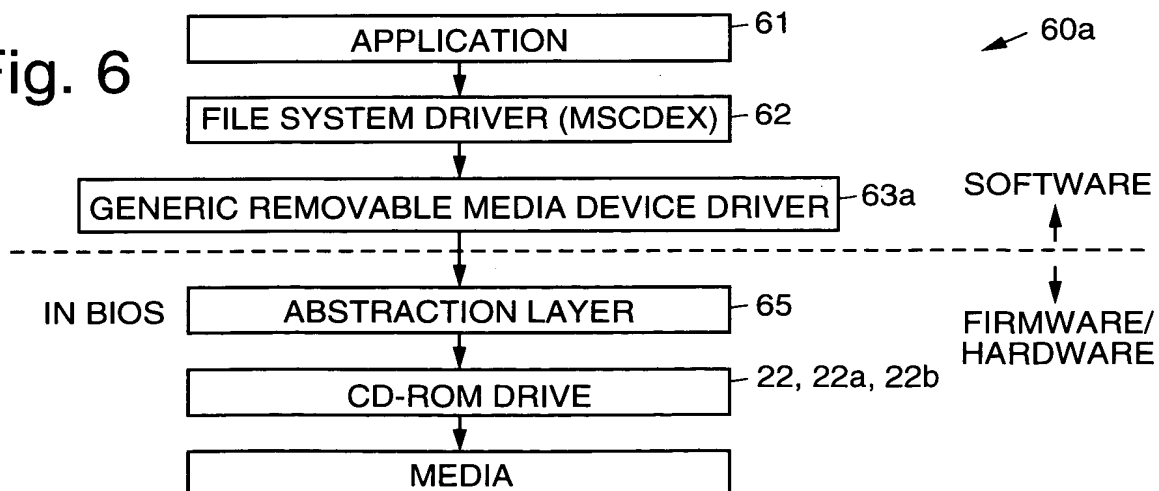 Fig. 6
60a
APPLICATION 61
FILE SYSTEM DRIVER (MSCDEX) 62
GENERIC REMOVABLE MEDIA DEVICE DRIVER 63a
SOFTWARE
IN BIOS
ABSTRACTION LAYER 65
FIRMWARE/
HARDWARE
CD-ROM DRIVE 22, 22a, 22b
MEDIA